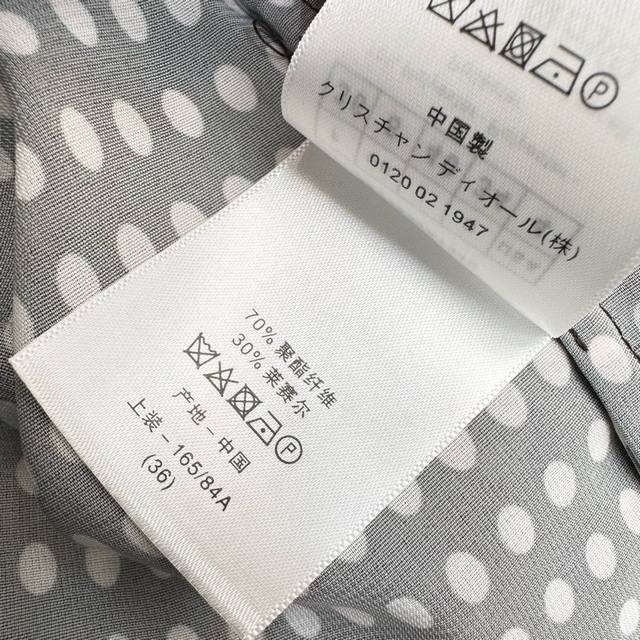 P
中国製
クリスチャン ディオール(株)
0120 02 1947
70% 聚酯纤维
30% 莱赛尔
P
产地 – 中国
上装 – 165/84A
(36)